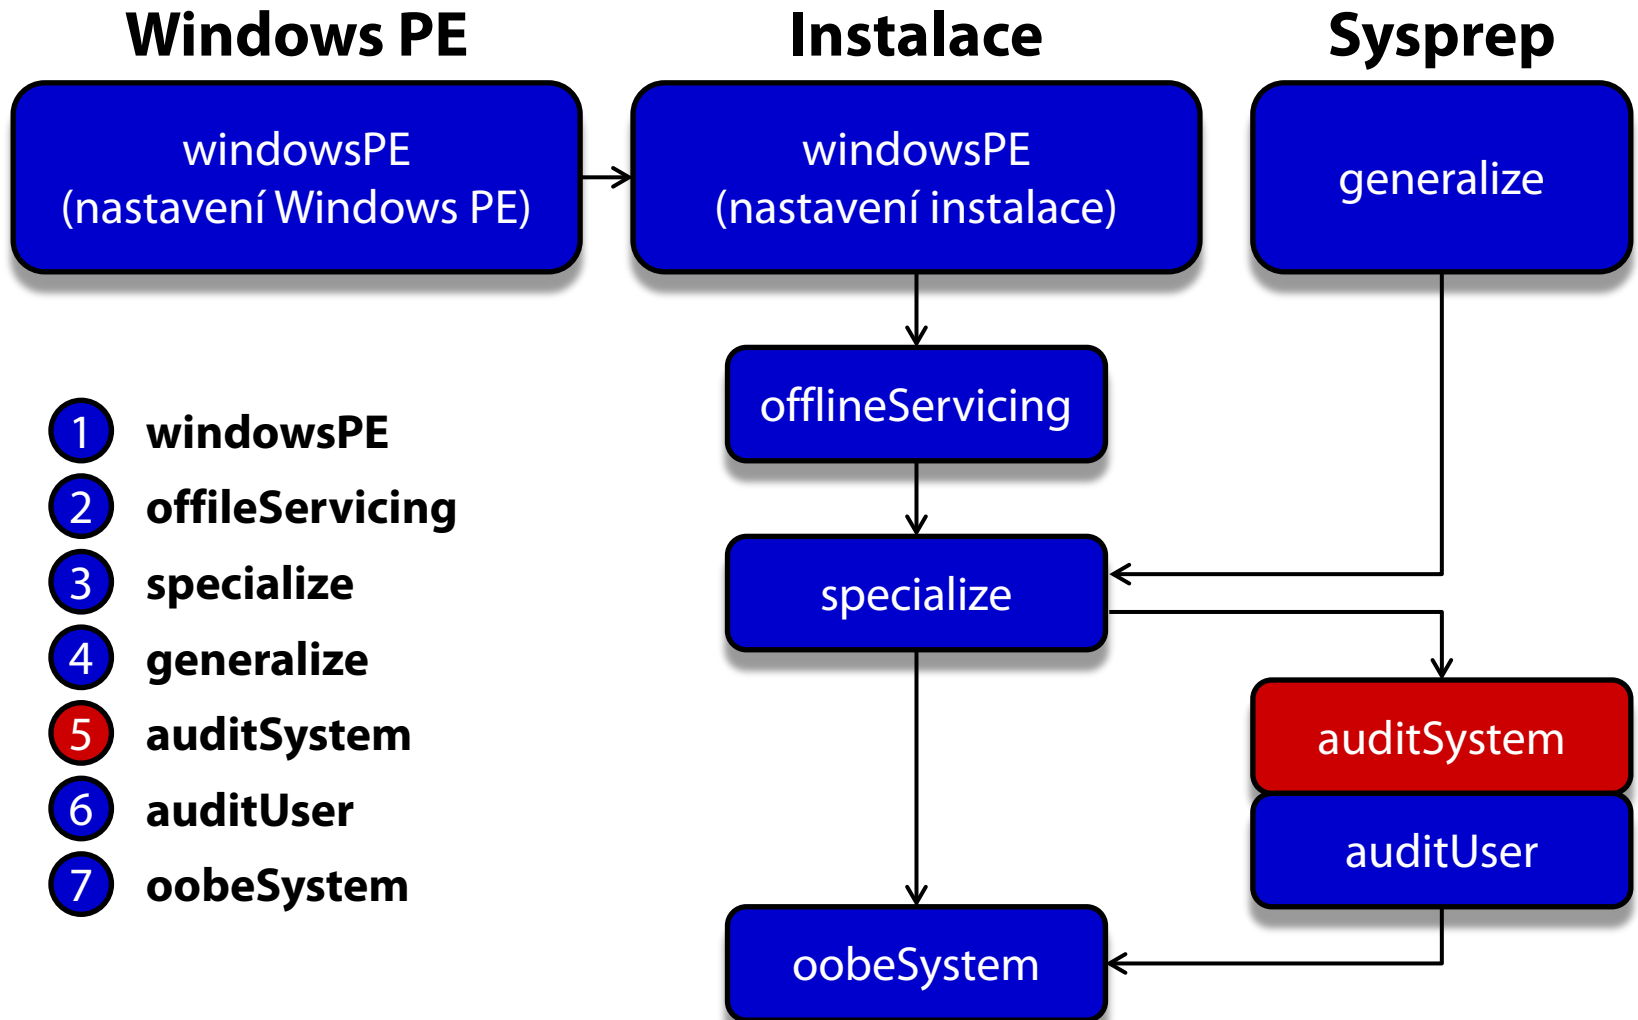 Windows PE
Instalace
Sysprep
windowsPE
(nastavení Windows PE)
windowsPE
(nastavení instalace)
generalize
offlineServicing
specialize
auditSystem
auditUser
oobeSystem
1 windowsPE
2 offileServicing
3 specialize
4 generalize
5 auditSystem
6 auditUser
7 oobeSystem